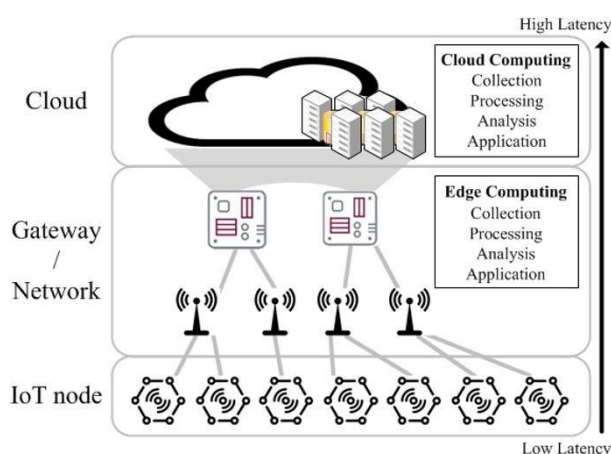 High Latency
Cloud
Cloud Computing
Collection
Processing
Analysis
Application
Gateway
/
Network
Edge Computing
Collection
Processing
Analysis
Application
IoT node
Low Latency